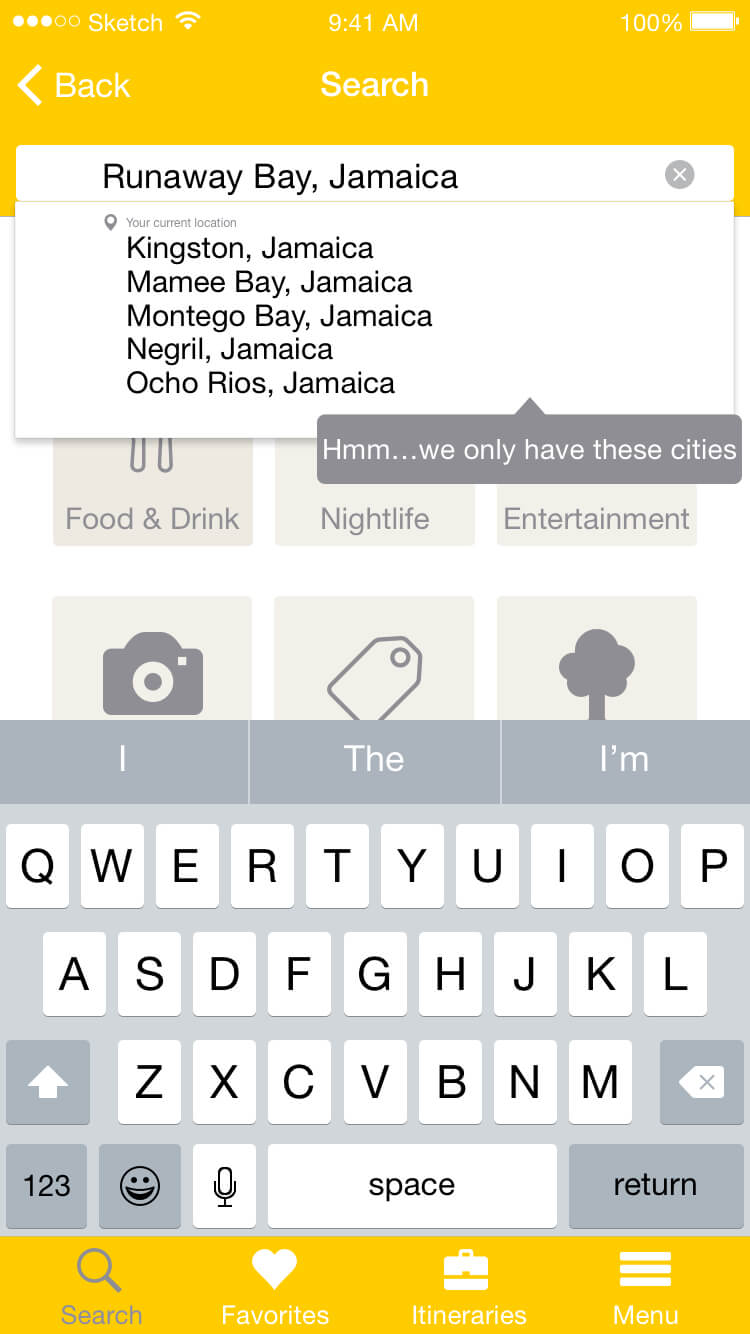 Sketch 9:41 AM 100%
Back Search
Runaway Bay, Jamaica
Your current location
Kingston, Jamaica
Mamee Bay, Jamaica
Montego Bay, Jamaica
Negril, Jamaica
Ocho Rios, Jamaica
Hmm...we only have these cities
Food & Drink Nightlife Entertainment
I The I'm
Q W E R T Y U I O P
A S D F G H J K L
Z X C V B N M
123 space return
Search Favorites Itineraries Menu